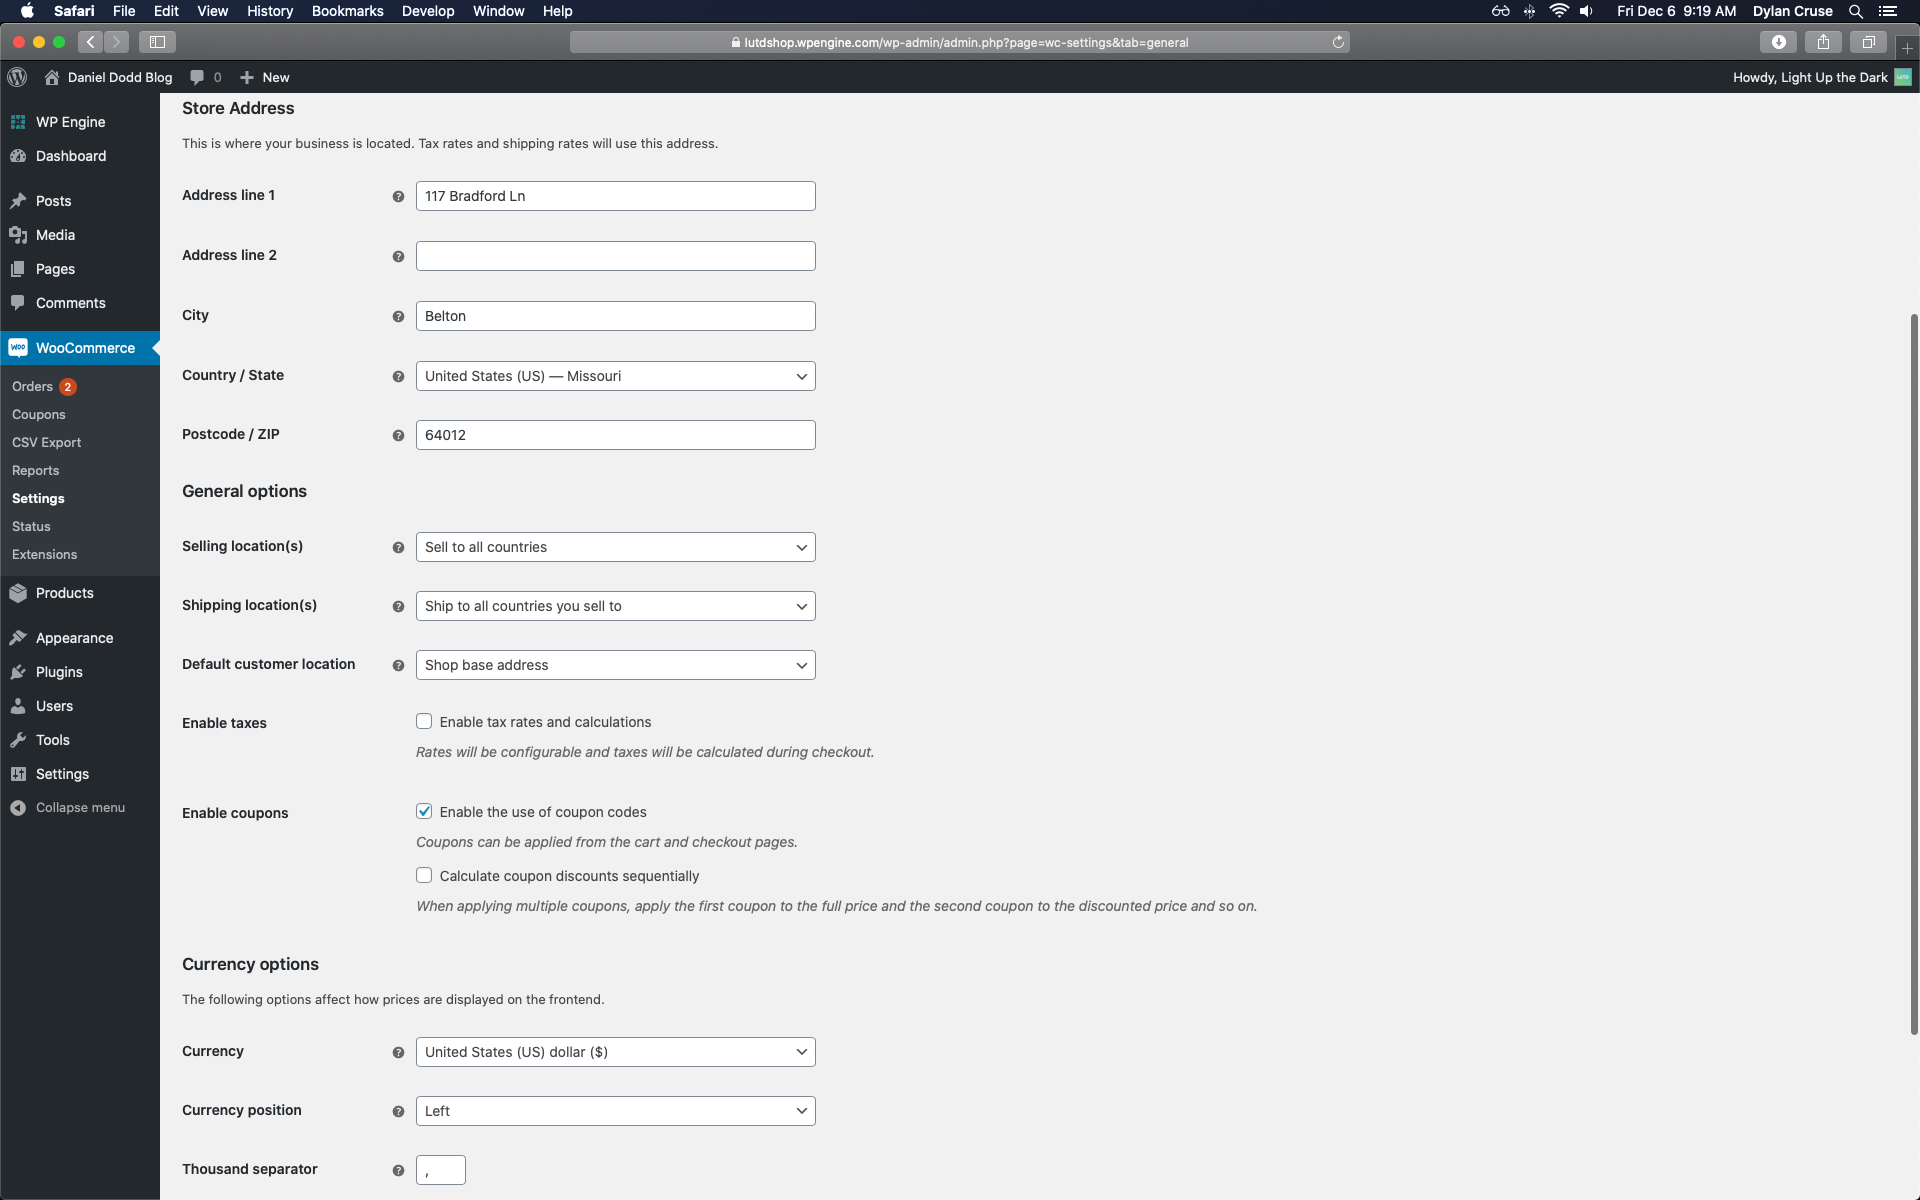 Safari File Edit View History Bookmarks Develop Window Help Fri Dec 6 9:19 AM Dylan Cruse
lutdshop.wpengine.com/wp-admin/admin.php?page=wc-settings&tab=general
Daniel Dodd Blog 0 New Howdy, Light Up the Dark
WP Engine
Dashboard
Posts
Media
Pages
Comments
WooCommerce
Orders 2
Coupons
CSV Export
Reports
Settings
Status
Extensions
Products
Appearance
Plugins
Users
Tools
Settings
Collapse menu
Store Address
This is where your business is located. Tax rates and shipping rates will use this address.
Address line 1 117 Bradford Ln
Address line 2
City Belton
Country / State United States (US) — Missouri
Postcode / ZIP 64012
General options
Selling location(s) Sell to all countries
Shipping location(s) Ship to all countries you sell to
Default customer location Shop base address
Enable taxes Enable tax rates and calculations
Rates will be configurable and taxes will be calculated during checkout.
Enable coupons Enable the use of coupon codes
Coupons can be applied from the cart and checkout pages.
Calculate coupon discounts sequentially
When applying multiple coupons, apply the first coupon to the full price and the second coupon to the discounted price and so on.
Currency options
The following options affect how prices are displayed on the frontend.
Currency United States (US) dollar ($)
Currency position Left
Thousand separator ,